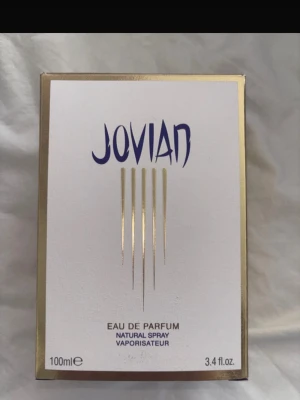 JOVIAN
EAU DE PARFUM
NATURAL SPRAY
VAPORISATEUR
100ml℮ 3.4 fl.oz.